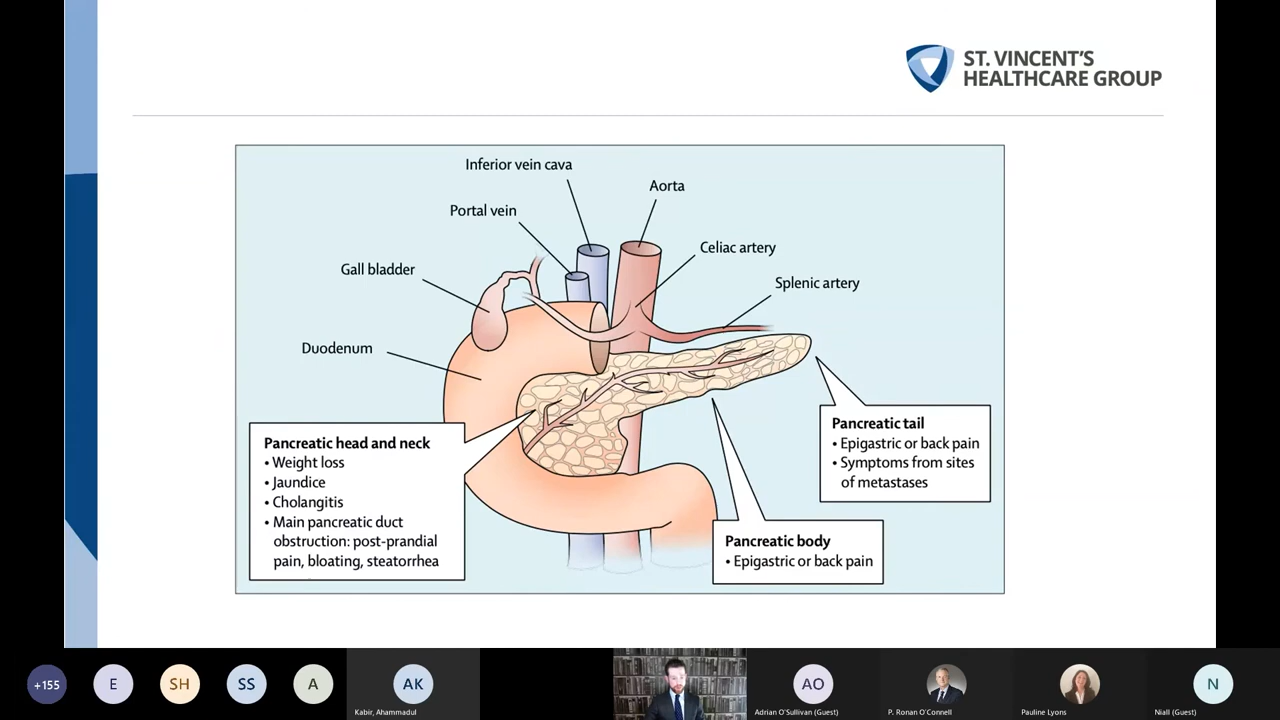 ST. VINCENT'S
HEALTHCARE GROUP
Inferior vein cava
Aorta
Portal vein
Celiac artery
Gall bladder
Splenic artery
Duodenum
Pancreatic head and neck
• Weight loss
• Jaundice
• Cholangitis
• Main pancreatic duct
obstruction: post-prandial
pain, bloating, steatorrhea
Pancreatic tail
• Epigastric or back pain
• Symptoms from sites
of metastases
Pancreatic body
• Epigastric or back pain
+155
E
SH
SS
A
AK
Kabir, Ahammadul
AO
Adrian O'Sullivan (Guest)
P. Ronan O'Connell
Pauline Lyons
N
Niall (Guest)